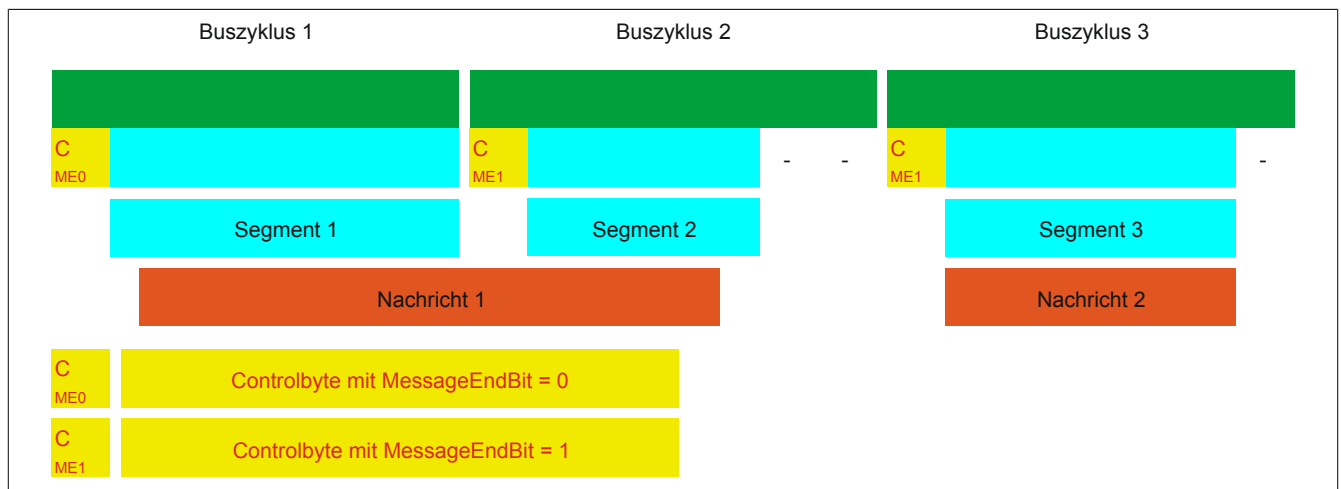 Buszyklus 1 Buszyklus 2 Buszyklus 3
C C C
ME0 ME1 ME1
- - -
Segment 1 Segment 2 Segment 3
Nachricht 1 Nachricht 2
C
ME0
Controlbyte mit MessageEndBit = 0
C
ME1
Controlbyte mit MessageEndBit = 1